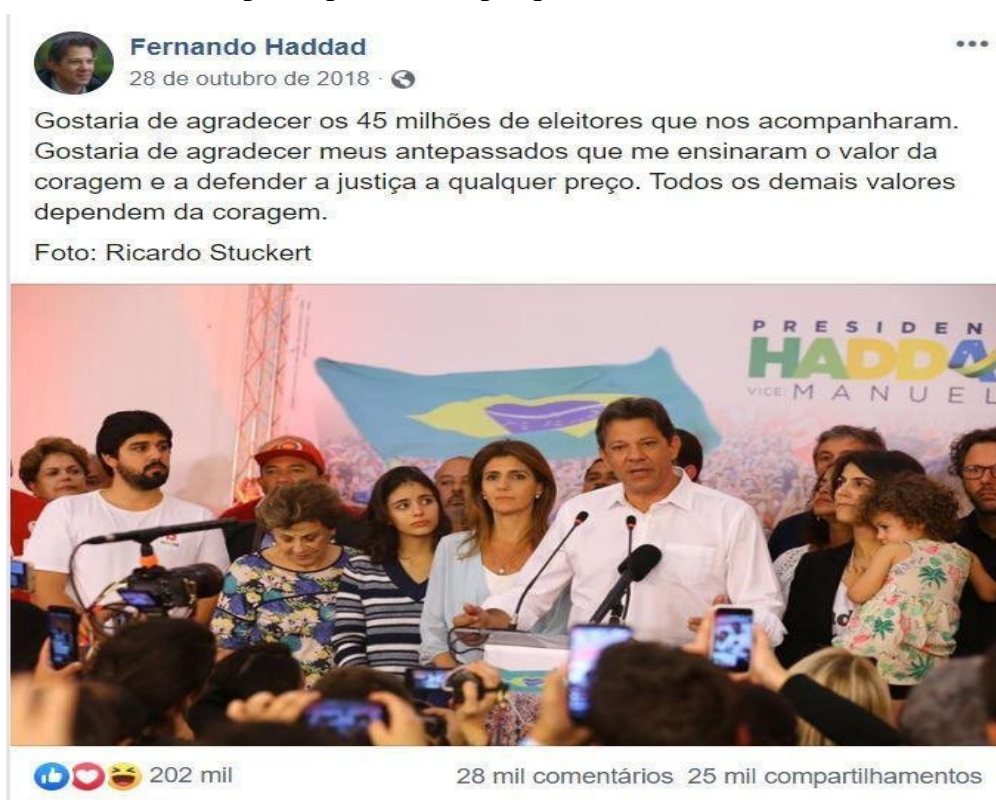 Fernando Haddad
28 de outubro de 2018
Gostaria de agradecer os 45 milhões de eleitores que nos acompanharam.
Gostaria de agradecer meus antepassados que me ensinaram o valor da
coragem e a defender a justiça a qualquer preço. Todos os demais valores
dependem da coragem.
Foto: Ricardo Stuckert
PRESIDEN
HADDA
VICE: MANUEL
202 mil
28 mil comentários 25 mil compartilhamentos